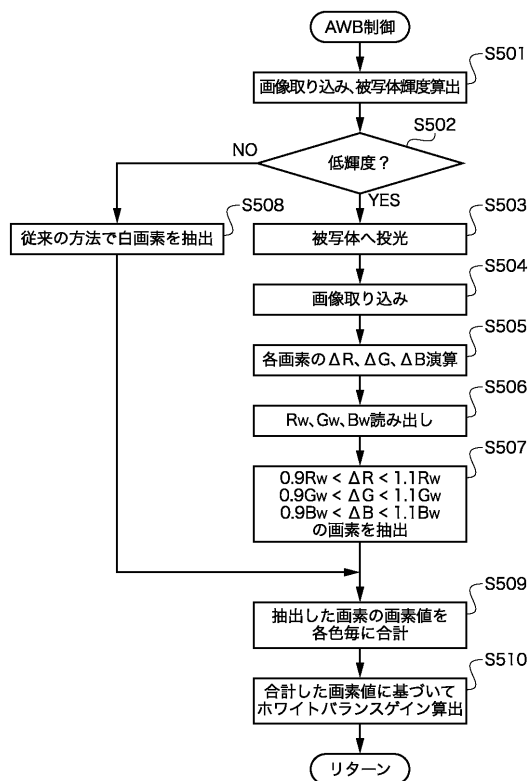 AWB制御
S501
画像取り込み、被写体輝度算出
S502
低輝度？
NO
YES
S508
従来の方法で白画素を抽出
S503
被写体へ投光
S504
画像取り込み
S505
各画素のΔR、ΔG、ΔB演算
S506
Rw、Gw、Bw読み出し
S507
0.9Rw < ΔR < 1.1Rw
0.9Gw < ΔG < 1.1Gw
0.9Bw < ΔB < 1.1Bw
の画素を抽出
S509
抽出した画素の画素値を
各色毎に合計
S510
合計した画素値に基づいて
ホワイトバランスゲイン算出
リターン